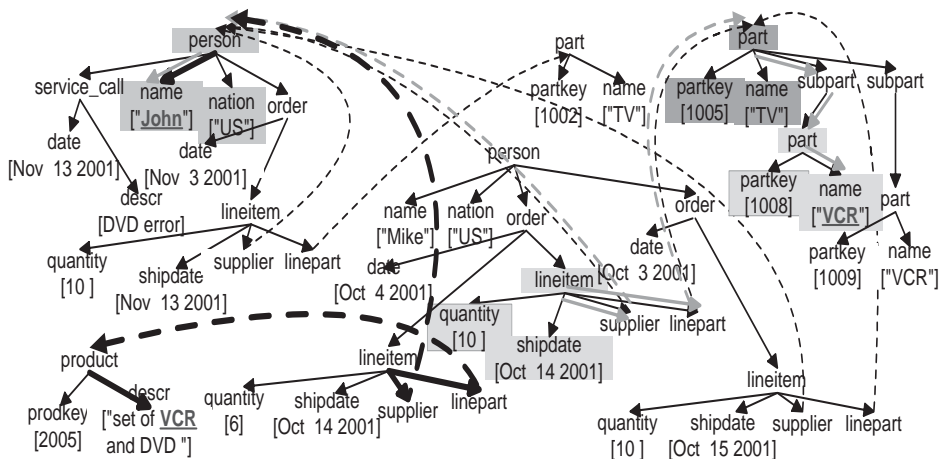 person
part
part
service_call
name
["John"]
nation
["US"]
order
partkey
[1002]
name
["TV"]
partkey
[1005]
name
["TV"]
subpart
subpart
date
[Nov 13 2001]
date
[Nov 3 2001]
descr
[DVD error]
lineitem
person
part
partkey
[1008]
name
["VCR"]
part
name
["Mike"]
nation
["US"]
order
order
quantity
[10 ]
shipdate
[Nov 13 2001]
supplier
linepart
date
[Oct 4 2001]
lineitem
date
[Oct 3 2001]
partkey
[1009]
name
["VCR"]
quantity
[10 ]
shipdate
[Oct 14 2001]
supplier
linepart
product
prodkey
[2005]
descr
["set of VCR
and DVD "]
lineitem
quantity
[6]
shipdate
[Oct 14 2001]
supplier
linepart
lineitem
quantity
[10 ]
shipdate
[Oct 15 2001]
supplier
linepart